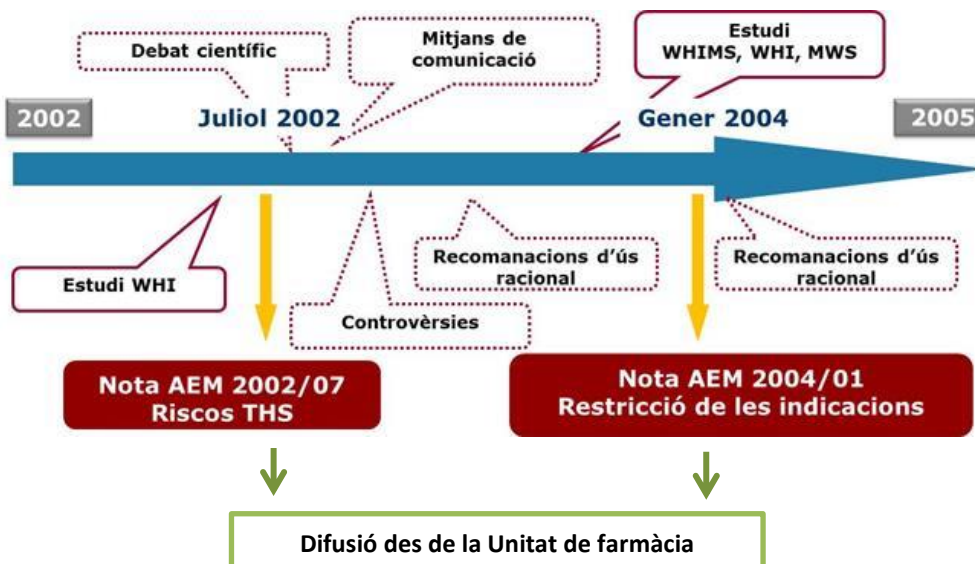 Debat científic
Mitjans de
comunicació
Estudi
WHIMS, WHI, MWS
2002
Juliol 2002
Gener 2004
2005
Estudi WHI
Controvèrsies
Recomanacions d'ús
racional
Recomanacions d'ús
racional
Nota AEM 2002/07
Riscos THS
Nota AEM 2004/01
Restricció de les indicacions
Difusió des de la Unitat de farmàcia